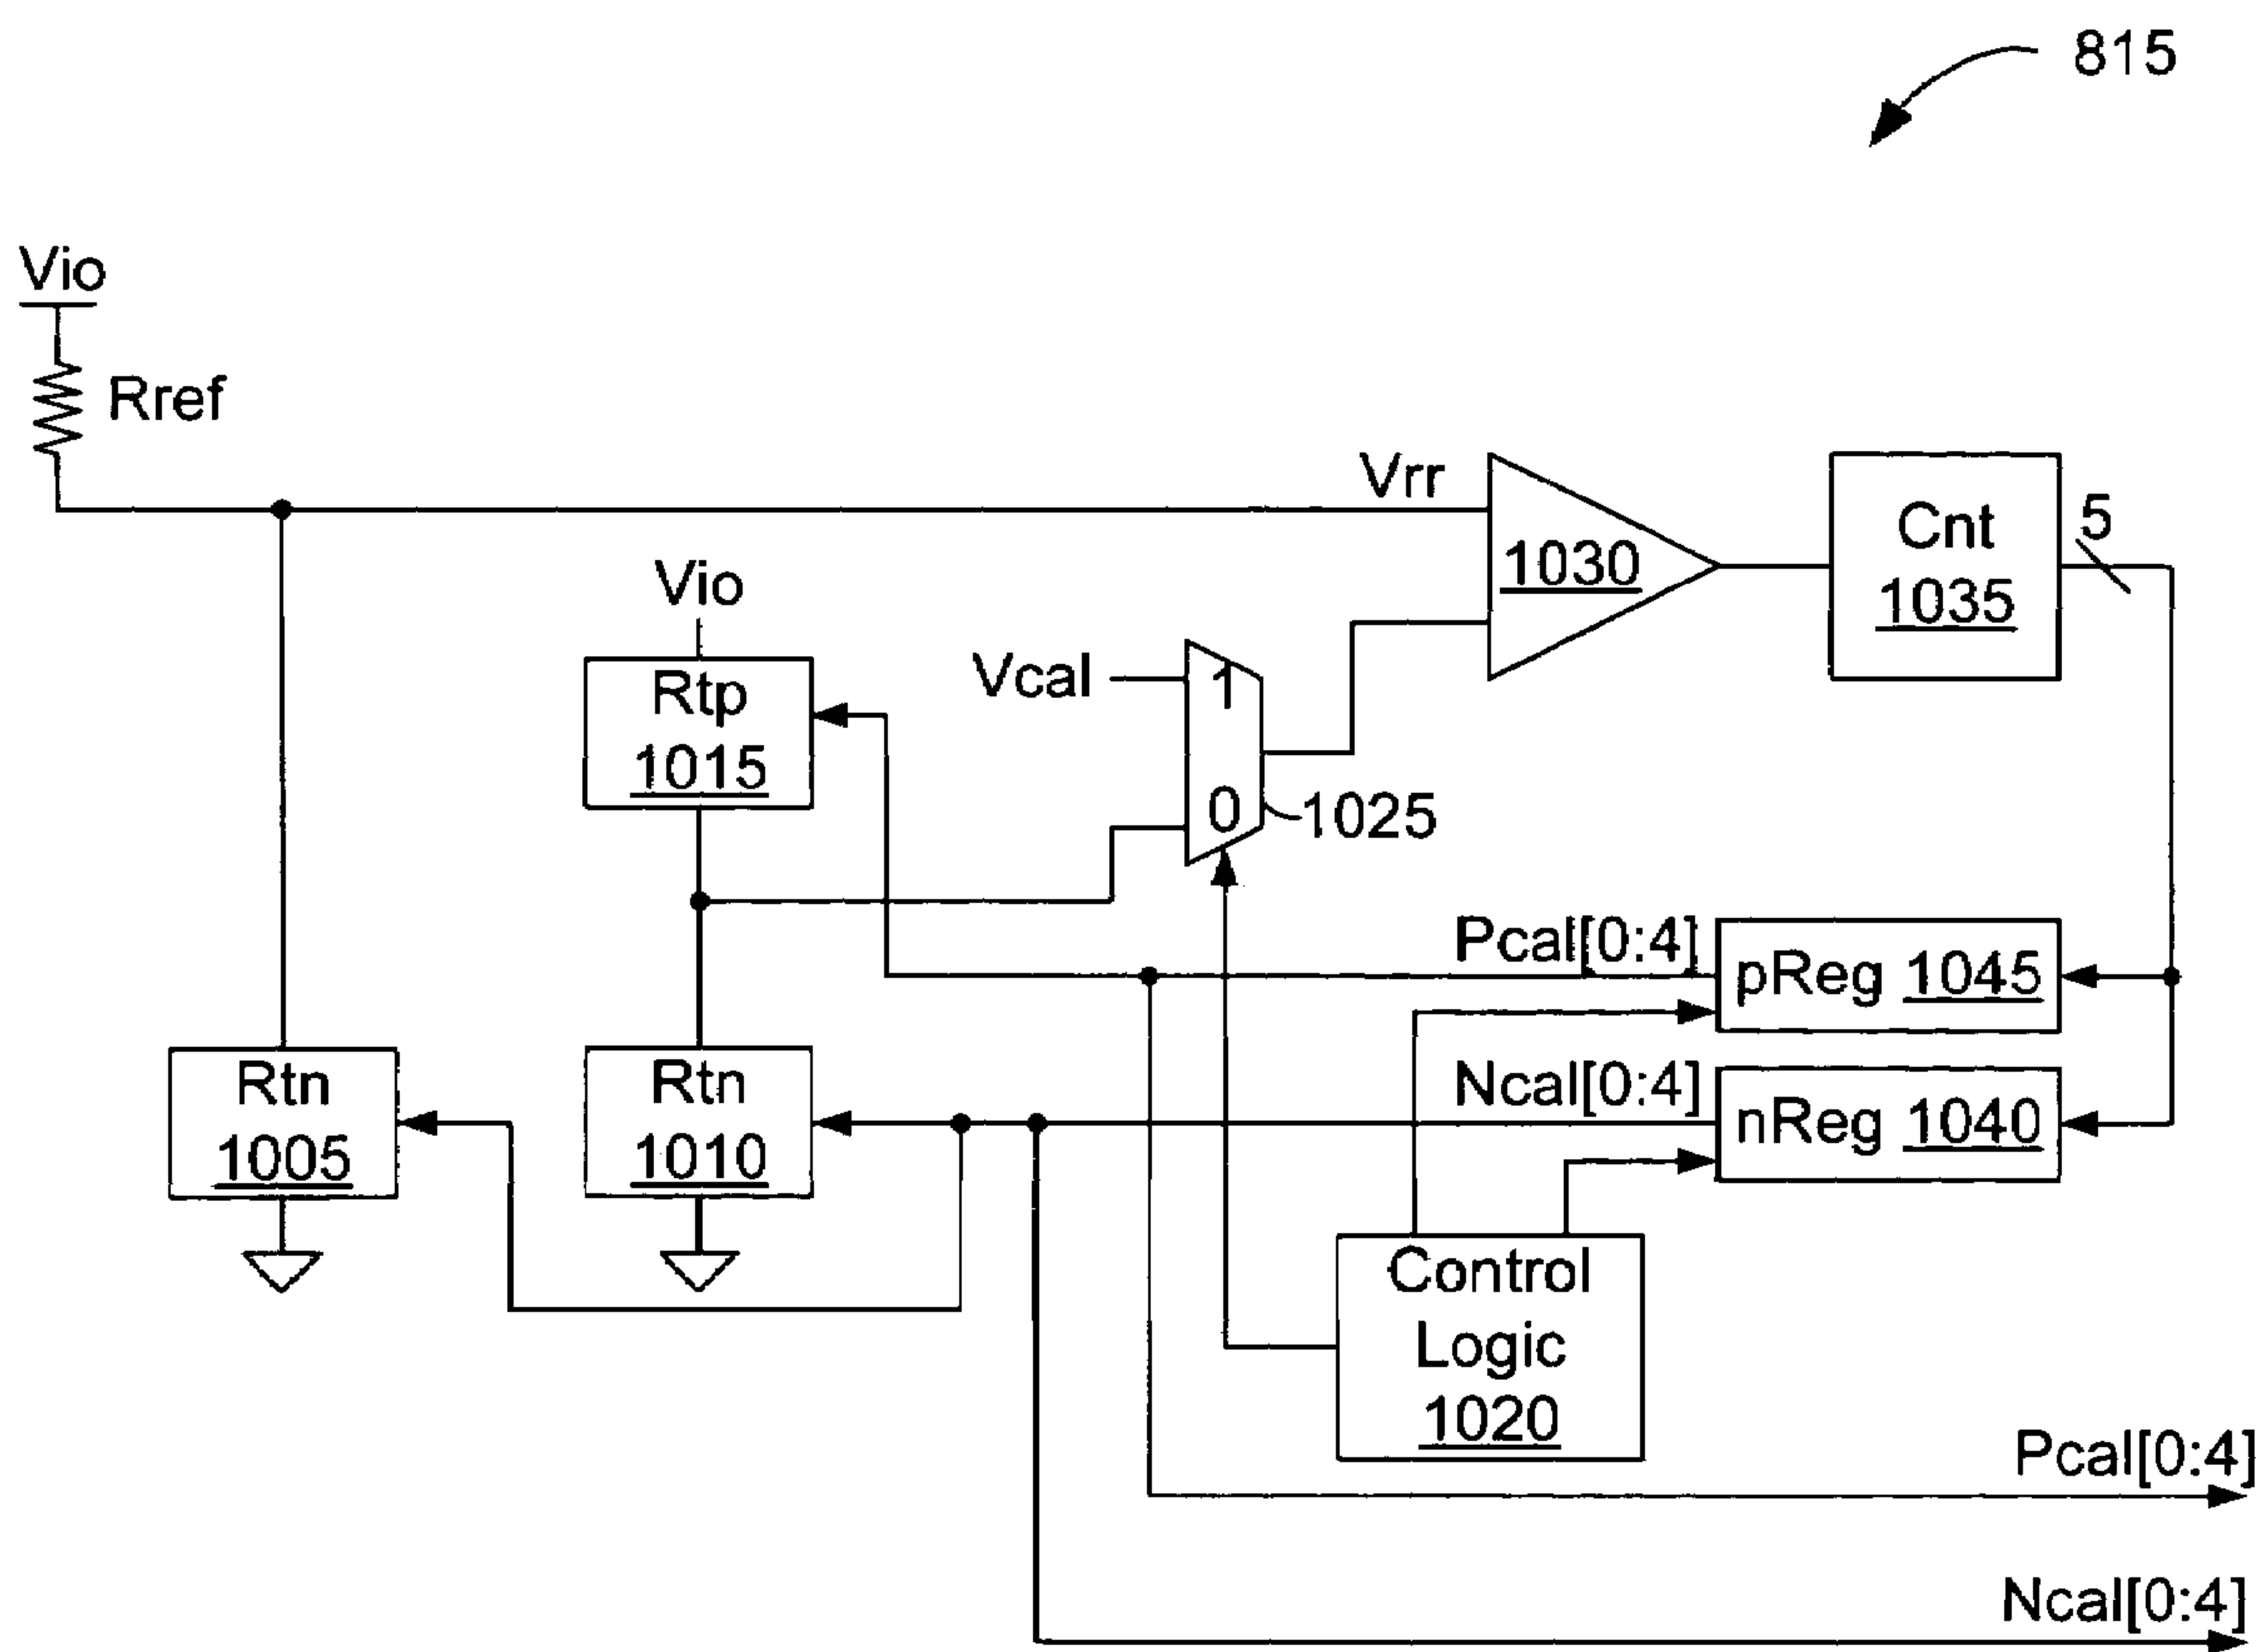 815
Vio
Rref
Vrr
1030
Cnt
1035
5
Vio
Rtp
1015
Vcal
1
0
1025
Pcal[0:4]
pReg 1045
Ncal[0:4]
nReg 1040
Rtn
1005
Rtn
1010
Control
Logic
1020
Pcal[0:4]
Ncal[0:4]